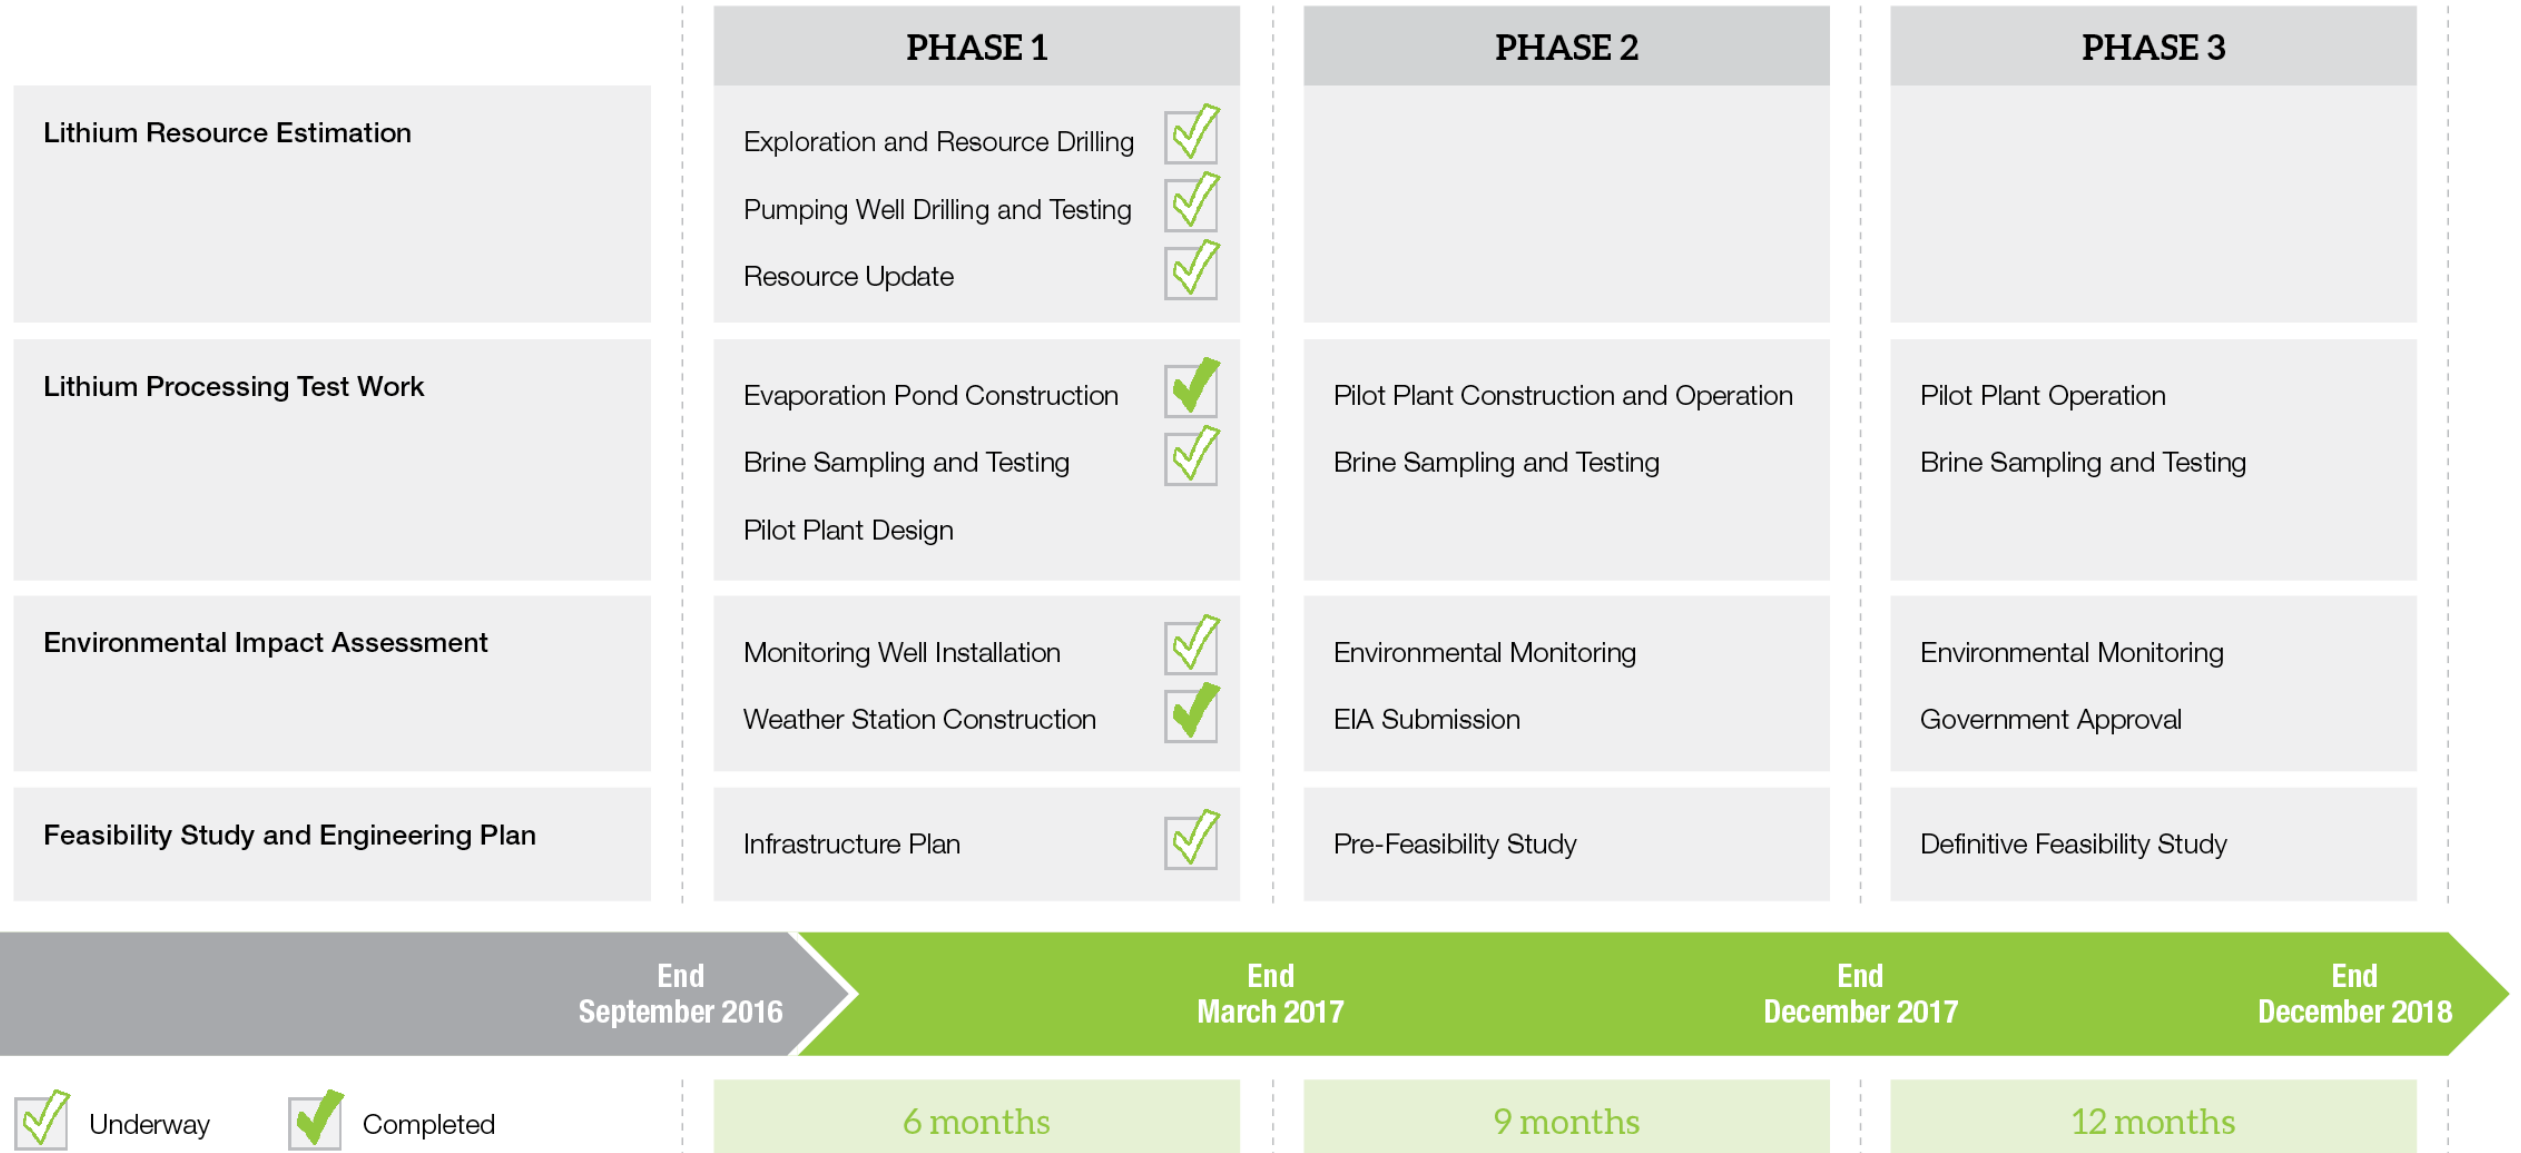 PHASE 1
PHASE 2
PHASE 3
Lithium Resource Estimation
Exploration and Resource Drilling
Pumping Well Drilling and Testing
Resource Update
Lithium Processing Test Work
Evaporation Pond Construction
Brine Sampling and Testing
Pilot Plant Design
Pilot Plant Construction and Operation
Brine Sampling and Testing
Pilot Plant Operation
Brine Sampling and Testing
Environmental Impact Assessment
Monitoring Well Installation
Weather Station Construction
Environmental Monitoring
EIA Submission
Environmental Monitoring
Government Approval
Feasibility Study and Engineering Plan
Infrastructure Plan
Pre-Feasibility Study
Definitive Feasibility Study
End
September 2016
End
March 2017
End
December 2017
End
December 2018
Underway
Completed
6 months
9 months
12 months